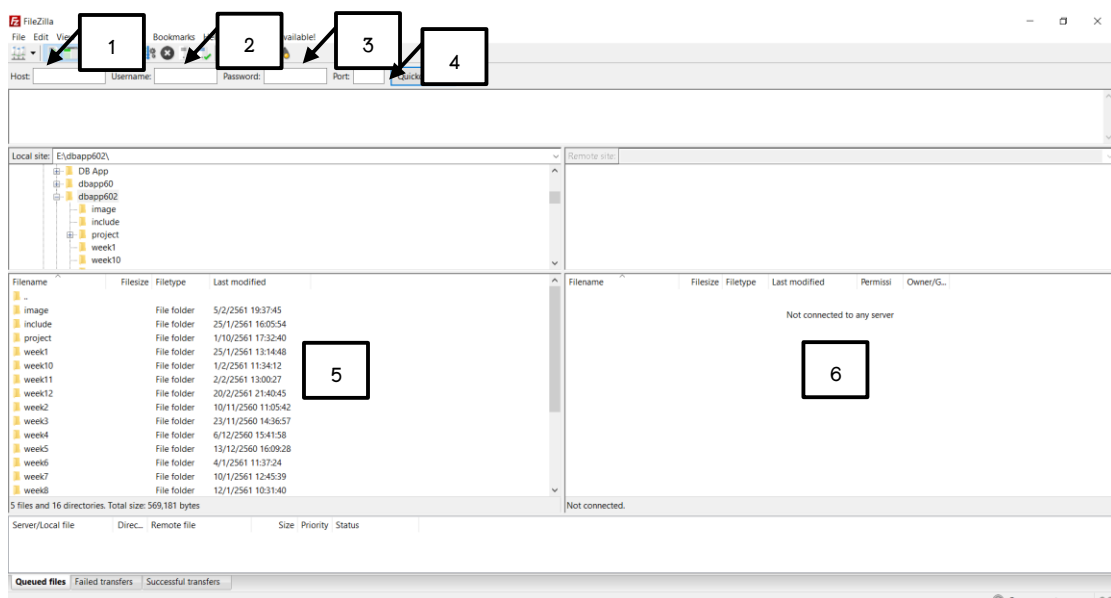 FileZilla
File Edit Bookmarks
1 2 3 4
Host: Username: Password: Port:
Local site: E:\dbapp602\ Remote site:
DB App
dbapp60
dbapp602
image
include
project
week1
week10
Filename Filesize Filetype Last modified Filename Filesize Filetype Last modified Permissi Owner/G...
..
image File folder 5/2/2561 19:37:45 Not connected to any server
include File folder 25/1/2561 16:05:54
project File folder 1/10/2561 17:32:40
week1 File folder 25/1/2561 13:14:48
week10 File folder 1/2/2561 11:34:12
week11 File folder 2/2/2561 13:00:27
5 6
week12 File folder 20/2/2561 21:40:45
week2 File folder 10/11/2560 11:05:42
week3 File folder 23/11/2560 14:36:57
week4 File folder 6/12/2560 15:41:58
week5 File folder 13/12/2560 16:09:28
week6 File folder 4/1/2561 11:37:24
week7 File folder 10/1/2561 12:45:39
week8 File folder 12/1/2561 10:31:40
5 files and 16 directories. Total size: 569,181 bytes Not connected.
Server/Local file Direc... Remote file Size Priority Status
Queued files Failed transfers Successful transfers